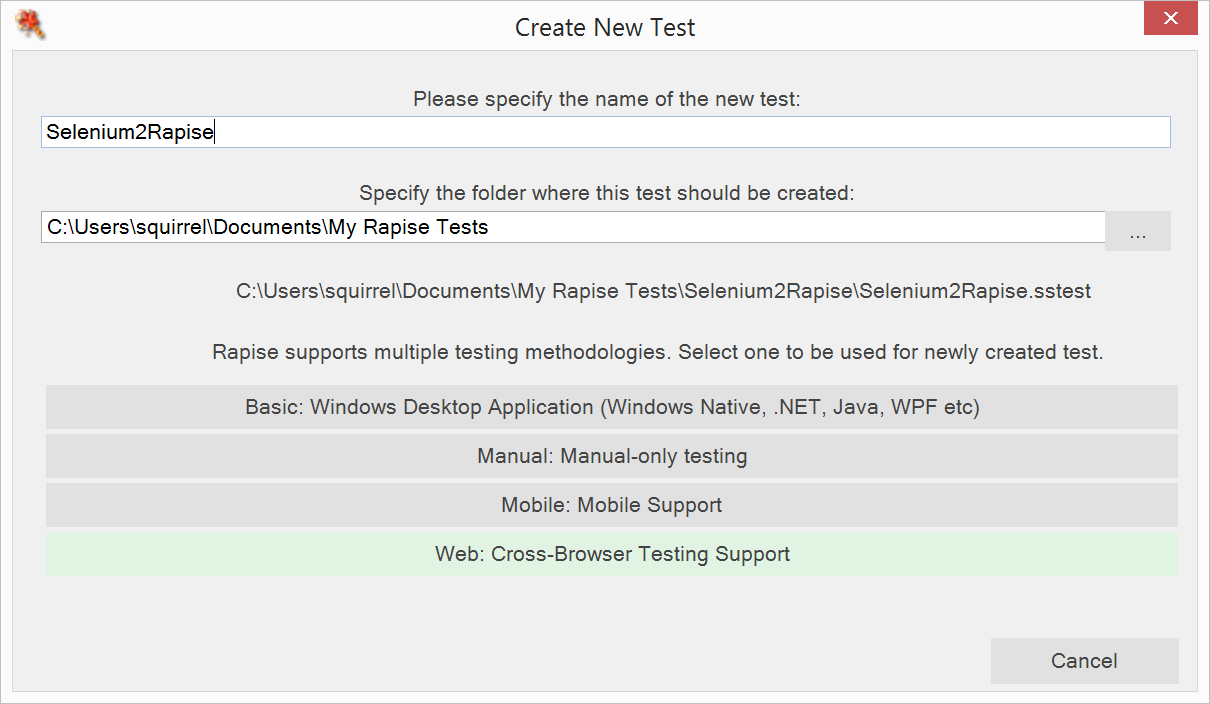 Create New Test
Please specify the name of the new test:
Selenium2Rapise
Specify the folder where this test should be created:
C:\Users\squirrel\Documents\My Rapise Tests
...
C:\Users\squirrel\Documents\My Rapise Tests\Selenium2Rapise\Selenium2Rapise.sstest
Rapise supports multiple testing methodologies. Select one to be used for newly created test.
Basic: Windows Desktop Application (Windows Native, .NET, Java, WPF etc)
Manual: Manual-only testing
Mobile: Mobile Support
Web: Cross-Browser Testing Support
Cancel